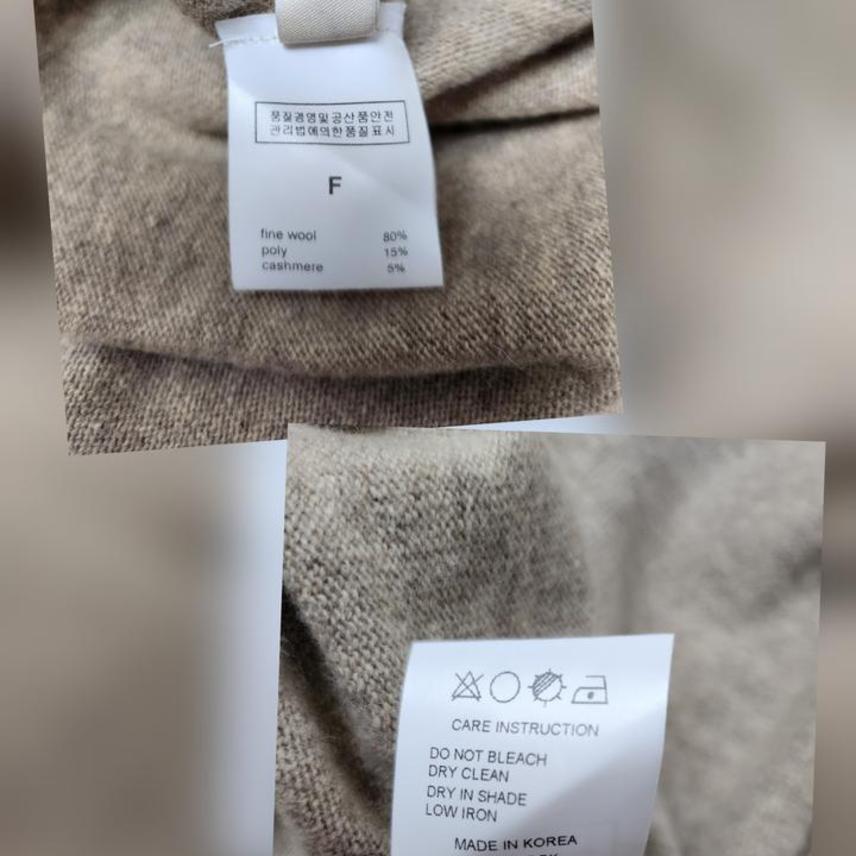 품질경영및공산품안전
관리법에의한품질표시
F
fine wool 80%
poly 15%
cashmere 5%
CARE INSTRUCTION
DO NOT BLEACH
DRY CLEAN
DRY IN SHADE
LOW IRON
MADE IN KOREA